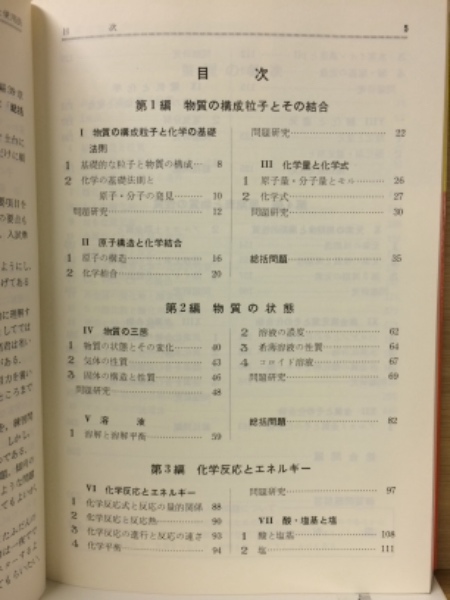 目　次
5
目　次
第1編　物質の構成粒子とその結合
I　物質の構成粒子と化学の基礎
法則
1　基礎的な粒子と物質の構成… 8
2　化学の基礎法則と
原子・分子の発見…… 10
問題研究…… 12
II　原子構造と化学結合
1　原子の構造…… 16
2　化学結合…… 20
問題研究…… 22
III　化学量と化学式
1　原子量・分子量とモル…… 26
2　化学式…… 27
問題研究…… 30
総括問題…… 35
第2編　物質の状態
IV　物質の三態
1　物質の状態とその変化…… 40
2　気体の性質…… 43
3　固体の構造と性質…… 46
問題研究…… 48
V　溶液
1　溶解と溶解平衡…… 59
2　溶液の濃度…… 62
3　希薄溶液の性質…… 64
4　コロイド溶液…… 67
問題研究…… 69
総括問題…… 82
第3編　化学反応とエネルギー
VI　化学反応とエネルギー
1　化学反応式と反応の量的関係 88
2　化学反応と反応熱…… 90
3　化学反応の進行と反応の速さ 93
4　化学平衡…… 94
問題研究…… 97
VII　酸・塩基と塩
1　酸と塩基…… 108
2　塩…… 111